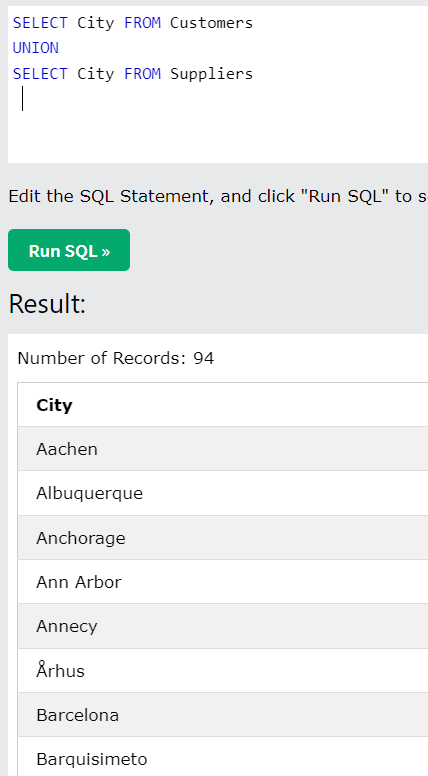 SELECT City FROM Customers
UNION
SELECT City FROM Suppliers
Edit the SQL Statement, and click "Run SQL" to
Run SQL »
Result:
Number of Records: 94
City
Aachen
Albuquerque
Anchorage
Ann Arbor
Annecy
Århus
Barcelona
Barquisimeto